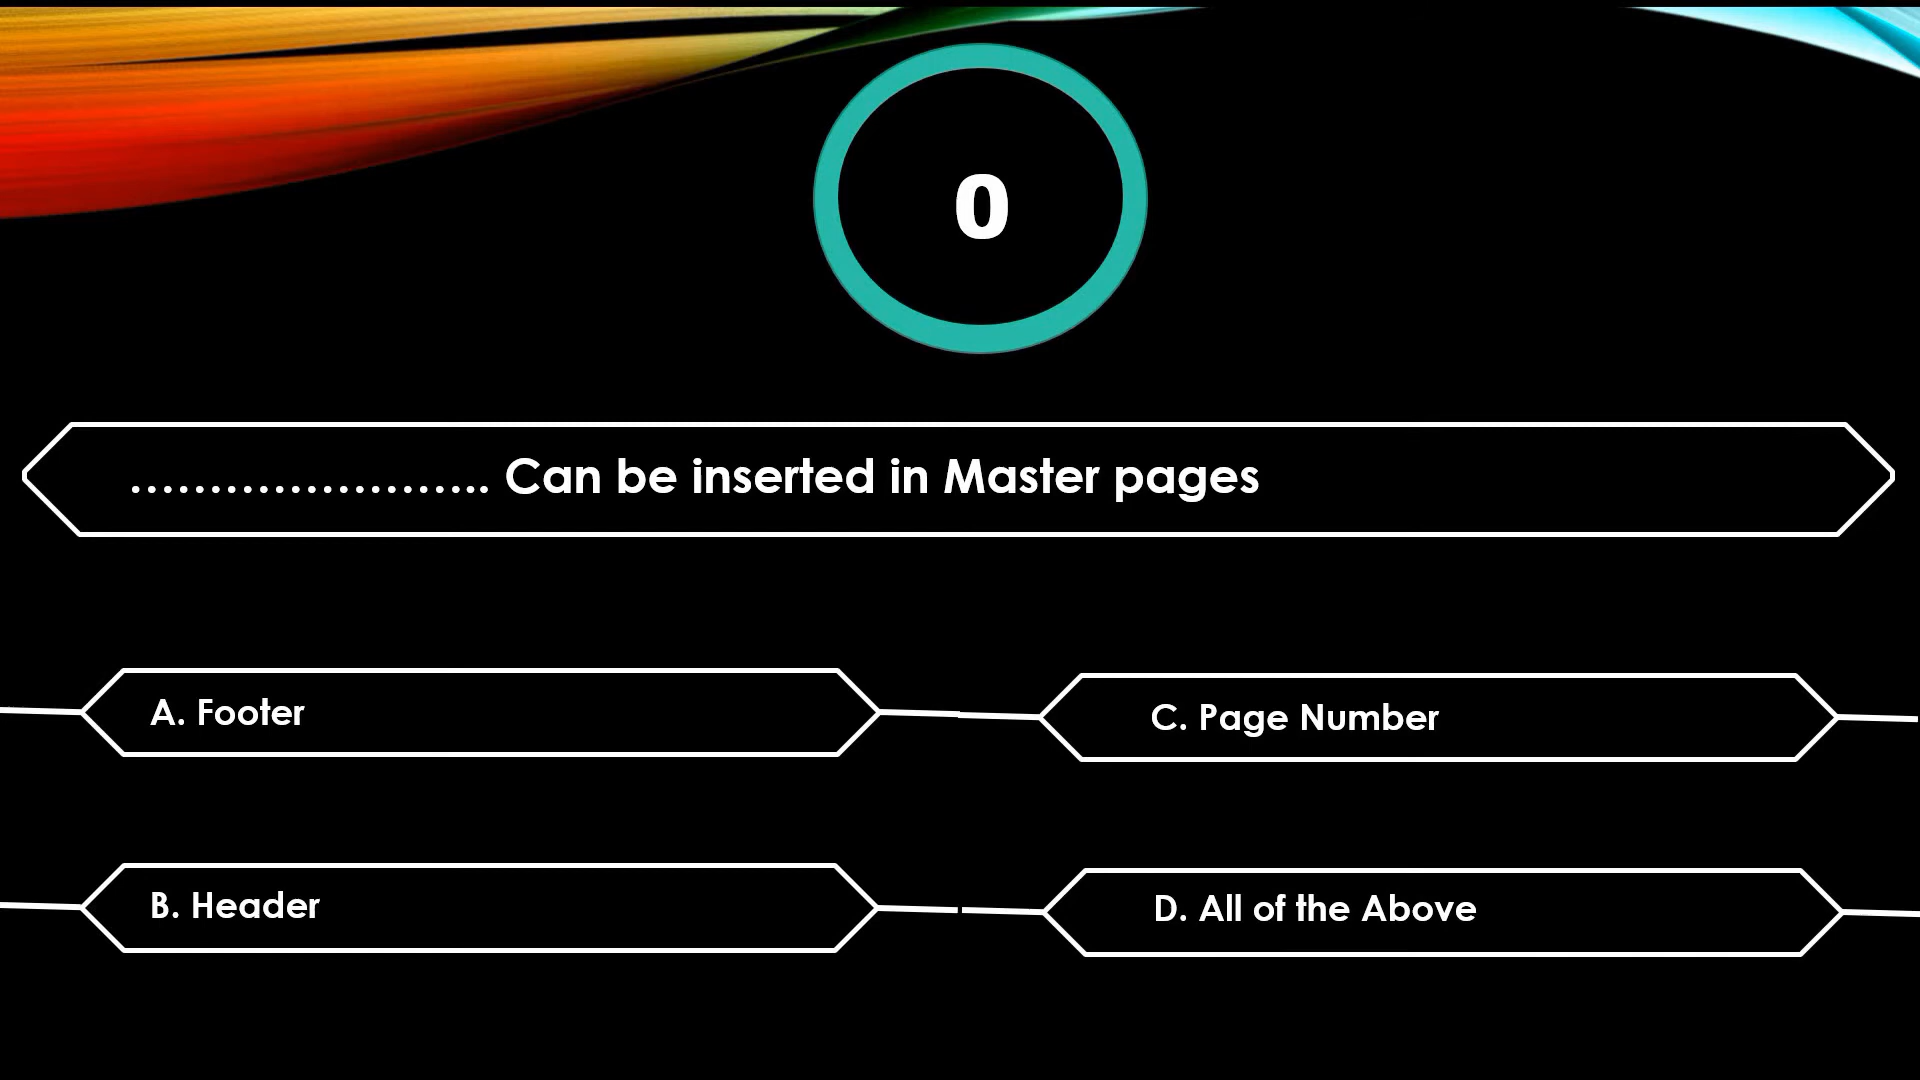 0
........................ Can be inserted in Master pages
A. Footer
C. Page Number
B. Header
D. All of the Above